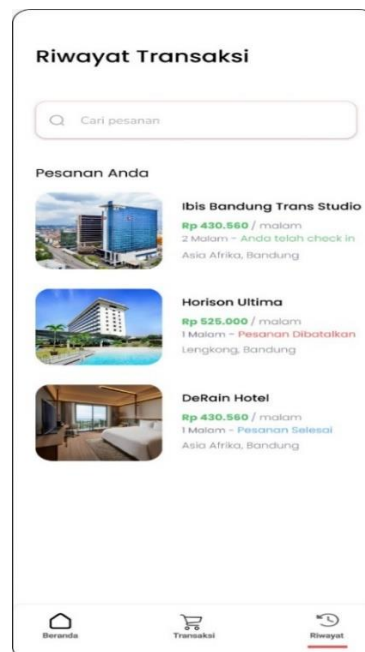 Riwayat Transaksi
Cari pesanan
Pesanan Anda
Ibis Bandung Trans Studio
Rp 430.560 / malam
2 Malam - Anda telah check in
Asia Afrika, Bandung
Horison Ultima
Rp 525.000 / malam
1 Malam - Pesanan Dibatalkan
Lengkong, Bandung
DeRain Hotel
Rp 430.560 / malam
1 Malam - Pesanan Selesai
Asia Afrika, Bandung
Beranda
Transaksi
Riwayat